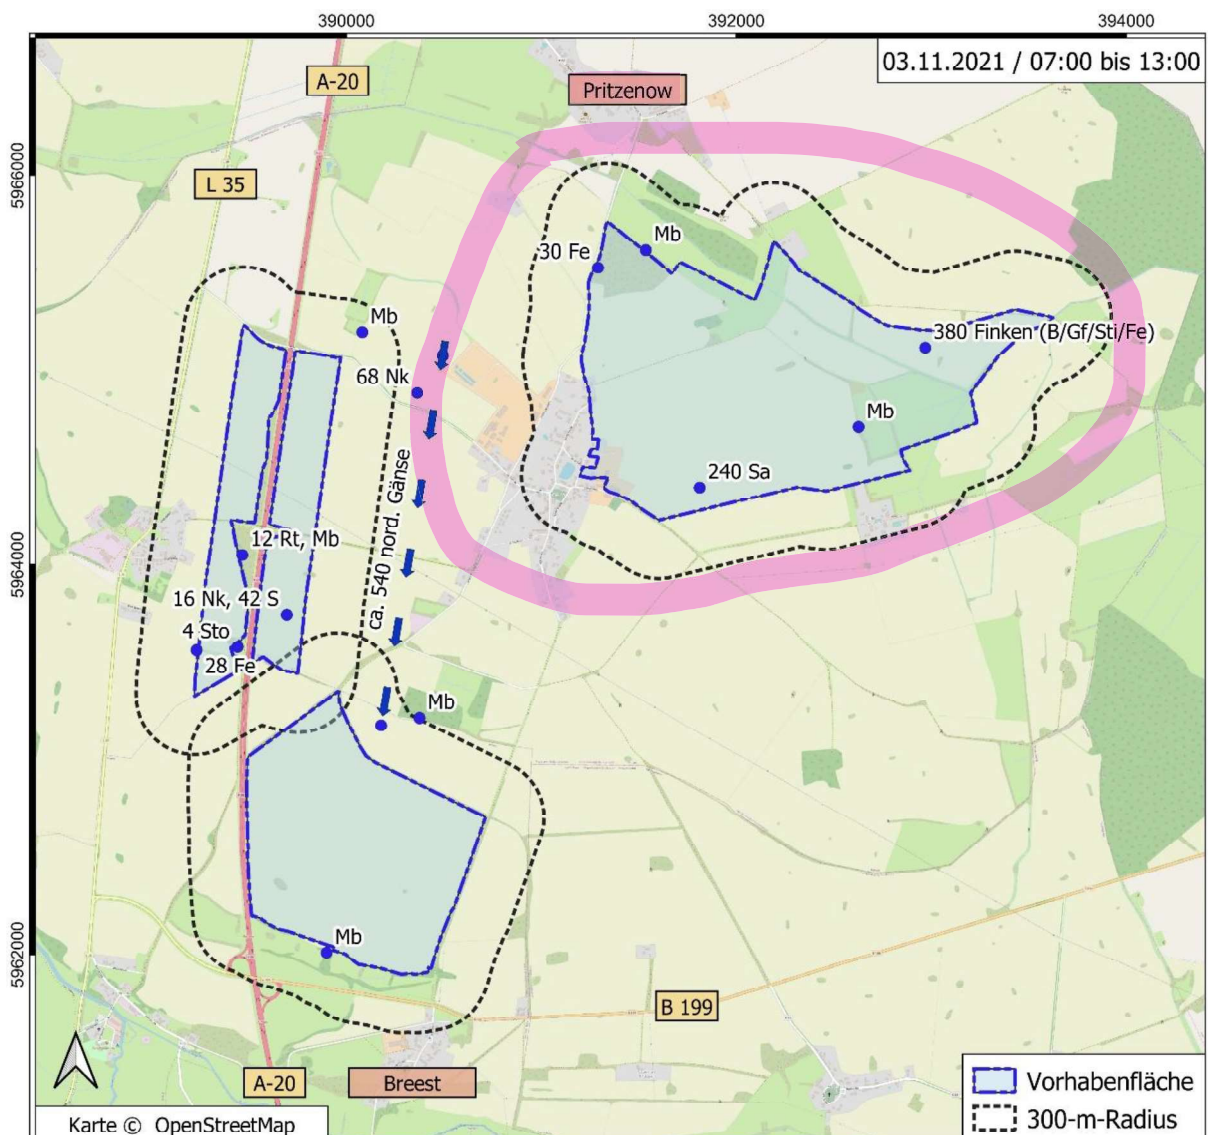 390000
392000
394000
03.11.2021 / 07:00 bis 13:00
A-20
Pritzenow
5966000
L 35
Mb
30 Fe
Mb
380 Finken (B/Gf/Sti/Fe)
68 Nk
Mb
240 Sa
ca. 540 nord. Gänse
12 Rt, Mb
5964000
16 Nk, 42 S
4 Sto
28 Fe
Mb
Mb
5962000
B 199
A-20
Breest
Vorhabenfläche
300-m-Radius
Karte © OpenStreetMap